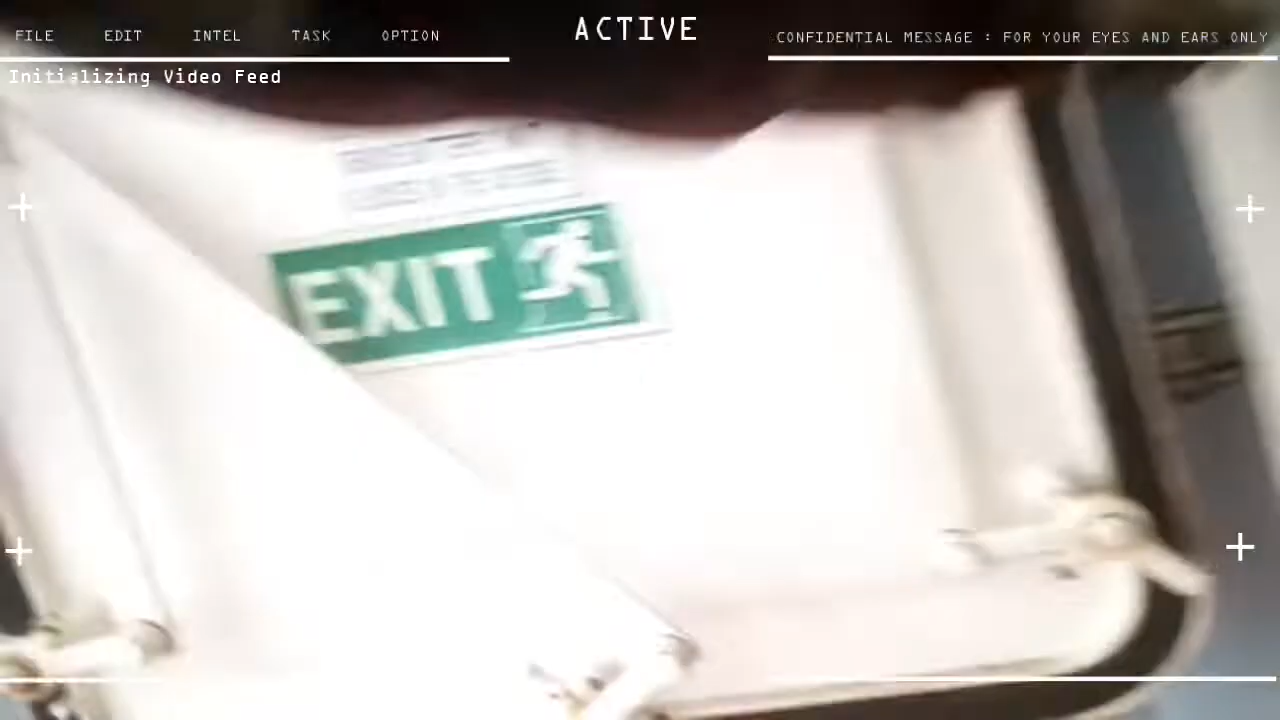 FILE EDIT INTEL TASK OPTION
ACTIVE
CONFIDENTIAL MESSAGE : FOR YOUR EYES AND EARS ONLY
Initializing Video Feed
EXIT